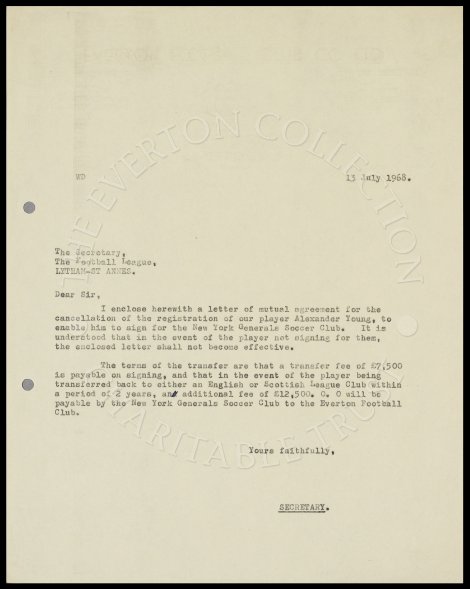 THE EVERTON COLLECTION
CHARITABLE TRUST
WD
13 July 1968.
The Secretary,
The Football League,
LYTHAM-ST ANNES.
Dear Sir,
I enclose herewith a letter of mutual agreement for the
cancellation of the registration of our player Alexander Young, to
enable him to sign for the New York Generals Soccer Club. It is
understood that in the event of the player not signing for them,
the enclosed letter shall not become effective.
The terms of the transfer are that a transfer fee of £7,500
is payable on signing, and that in the event of the player being
transferred back to either an English or Scottish League Club within
a period of 2 years, an additional fee of £12,500. 0. 0 will be
payable by the New York Generals Soccer Club to the Everton Football
Club.
Yours faithfully,
SECRETARY.